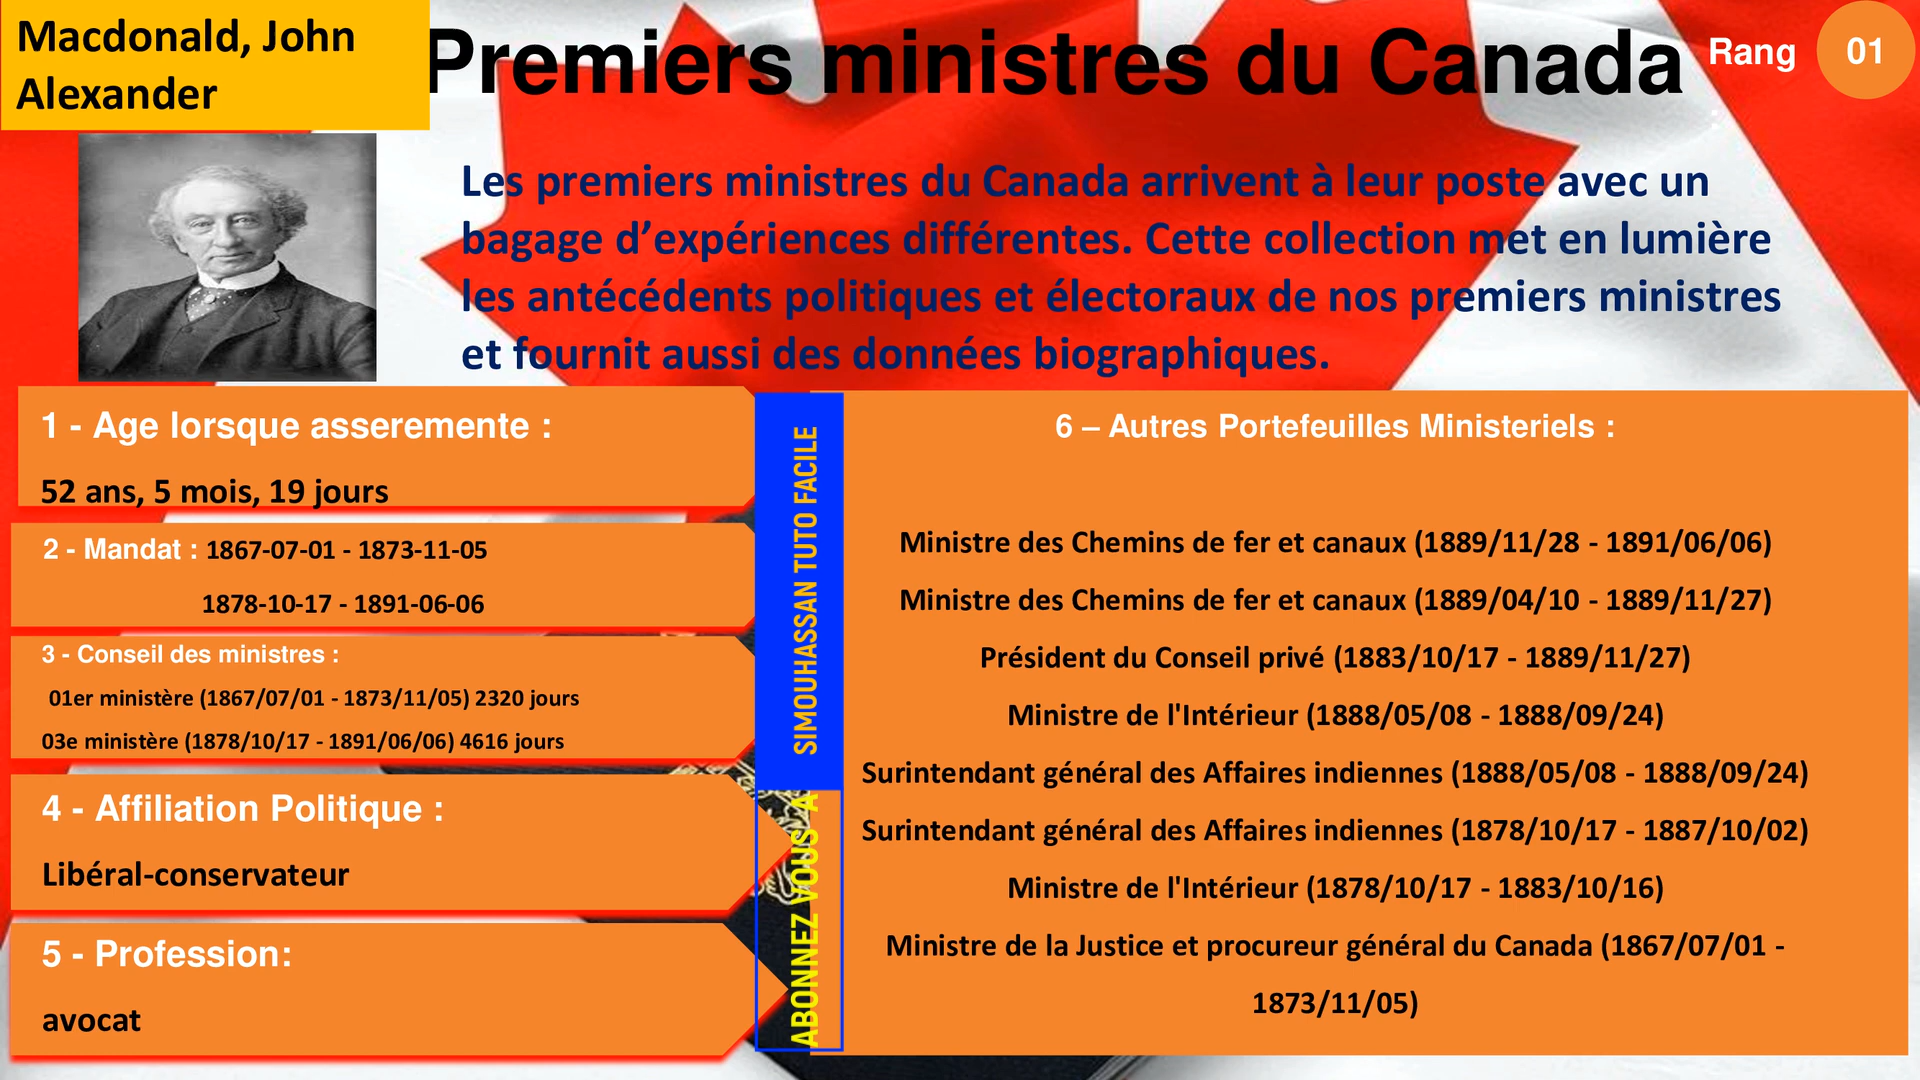 Macdonald, John
Alexander
Premiers ministres du Canada
Rang
01
Les premiers ministres du Canada arrivent à leur poste avec un
bagage d’expériences différentes. Cette collection met en lumière
les antécédents politiques et électoraux de nos premiers ministres
et fournit aussi des données biographiques.
1 - Age lorsque asseremente :
52 ans, 5 mois, 19 jours
2 - Mandat : 1867-07-01 - 1873-11-05
1878-10-17 - 1891-06-06
3 - Conseil des ministres :
01er ministère (1867/07/01 - 1873/11/05) 2320 jours
03e ministère (1878/10/17 - 1891/06/06) 4616 jours
4 - Affiliation Politique :
Libéral-conservateur
5 - Profession:
avocat
ABONNEZ VOUS A
SIMOUHASSAN TUTO FACILE
6 – Autres Portefeuilles Ministeriels :
Ministre des Chemins de fer et canaux (1889/11/28 - 1891/06/06)
Ministre des Chemins de fer et canaux (1889/04/10 - 1889/11/27)
Président du Conseil privé (1883/10/17 - 1889/11/27)
Ministre de l'Intérieur (1888/05/08 - 1888/09/24)
Surintendant général des Affaires indiennes (1888/05/08 - 1888/09/24)
Surintendant général des Affaires indiennes (1878/10/17 - 1887/10/02)
Ministre de l'Intérieur (1878/10/17 - 1883/10/16)
Ministre de la Justice et procureur général du Canada (1867/07/01 -
1873/11/05)